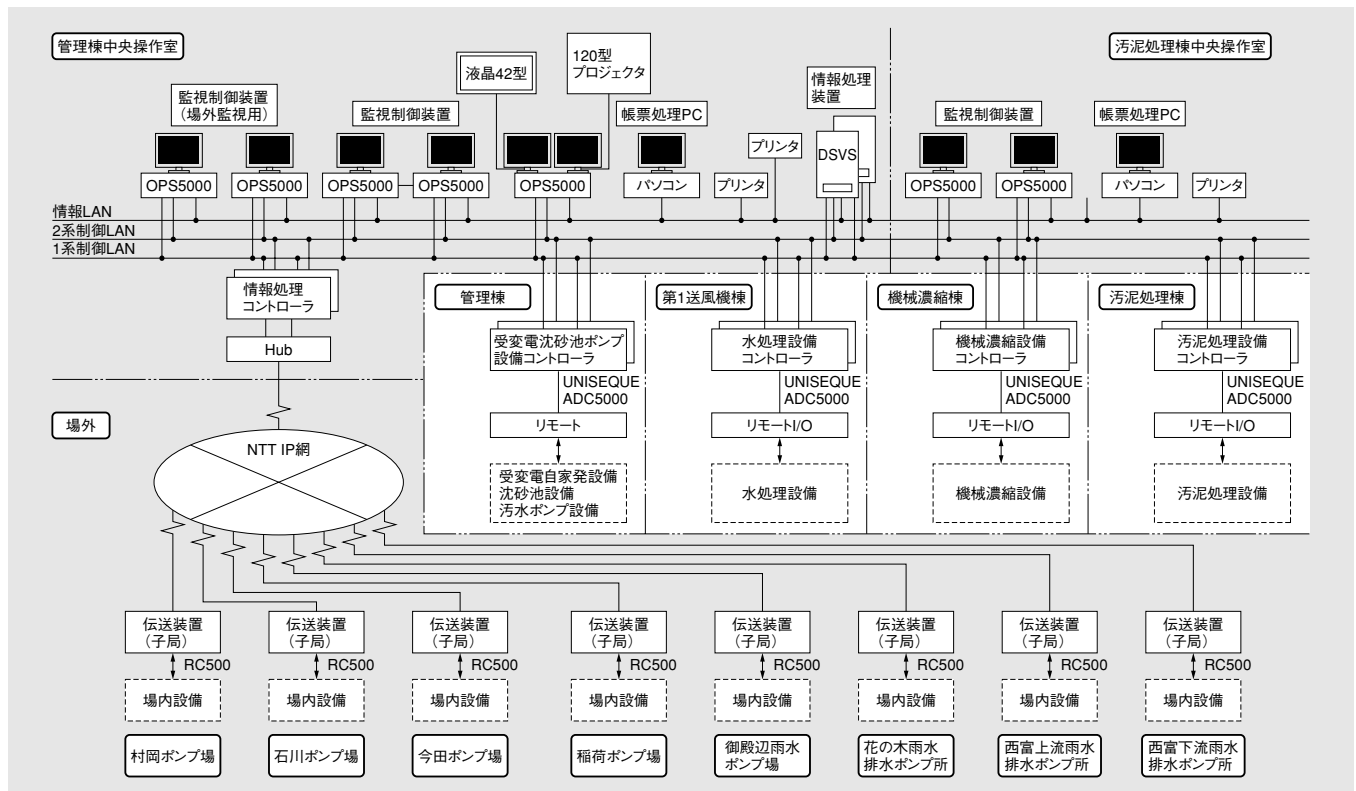 管理棟中央操作室
汚泥処理棟中央操作室
液晶42型
120型
プロジェクタ
情報処理
装置
監視制御装置
（場外監視用）
監視制御装置
帳票処理PC
プリンタ
DSVS
監視制御装置
帳票処理PC
OPS5000
OPS5000
OPS5000
OPS5000
OPS5000
パソコン
プリンタ
OPS5000
OPS5000
パソコン
プリンタ
情報LAN
2系制御LAN
1系制御LAN
情報処理
コントローラ
Hub
管理棟
第1送風機棟
機械濃縮棟
汚泥処理棟
受変電沈砂池ポンプ
設備コントローラ
水処理設備
コントローラ
機械濃縮設備
コントローラ
汚泥処理設備
コントローラ
UNISEQUE
ADC5000
UNISEQUE
ADC5000
UNISEQUE
ADC5000
UNISEQUE
ADC5000
リモート
リモートI/O
リモートI/O
リモートI/O
受変電自家発設備
沈砂池設備
汚水ポンプ設備
水処理設備
機械濃縮設備
汚泥処理設備
場外
NTT IP網
伝送装置
（子局）
伝送装置
（子局）
伝送装置
（子局）
伝送装置
（子局）
伝送装置
（子局）
伝送装置
（子局）
伝送装置
（子局）
伝送装置
（子局）
RC500
RC500
RC500
RC500
RC500
RC500
RC500
RC500
場内設備
場内設備
場内設備
場内設備
場内設備
場内設備
場内設備
場内設備
村岡ポンプ場
石川ポンプ場
今田ポンプ場
稲荷ポンプ場
御殿辺雨水
ポンプ場
花の木雨水
排水ポンプ所
西富上流雨水
排水ポンプ所
西富下流雨水
排水ポンプ所